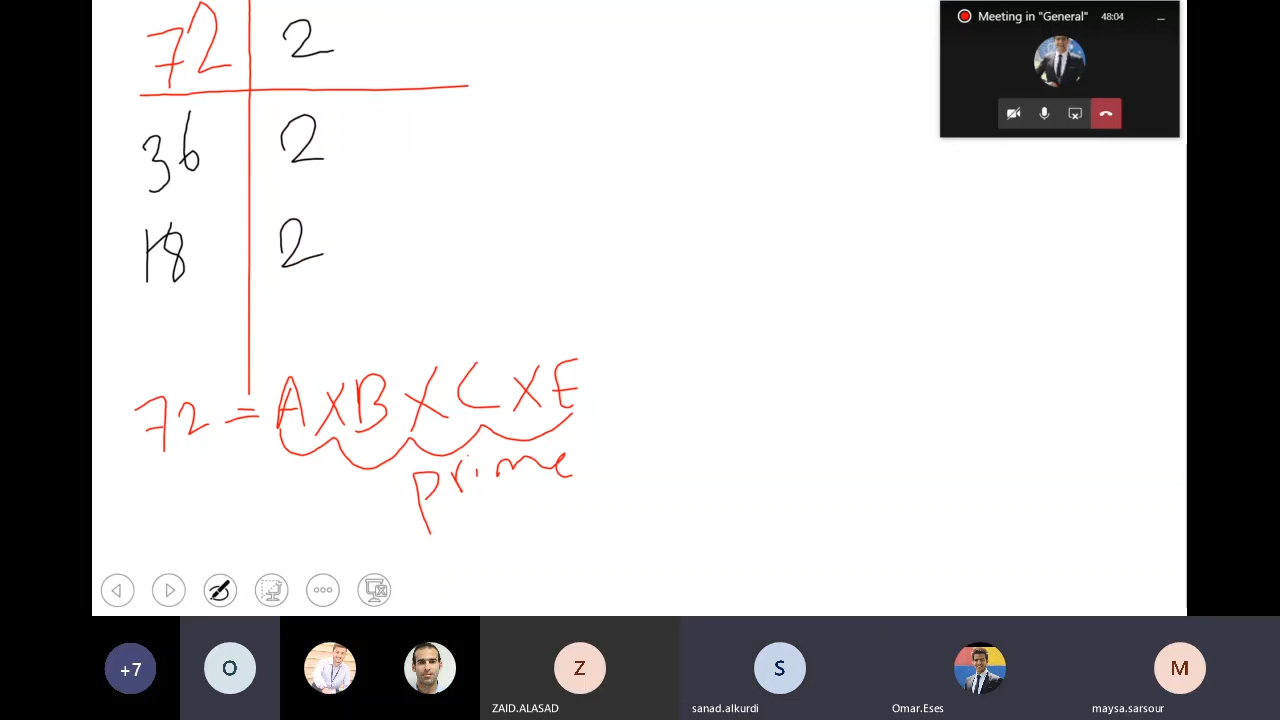 Meeting in "General" 48:04
72 2
36 2
18 2
72 = A X B X C X E
prime
+7 O Z S M
ZAID.ALASAD sanad.alkurdi Omar.Eses maysa.sarsour